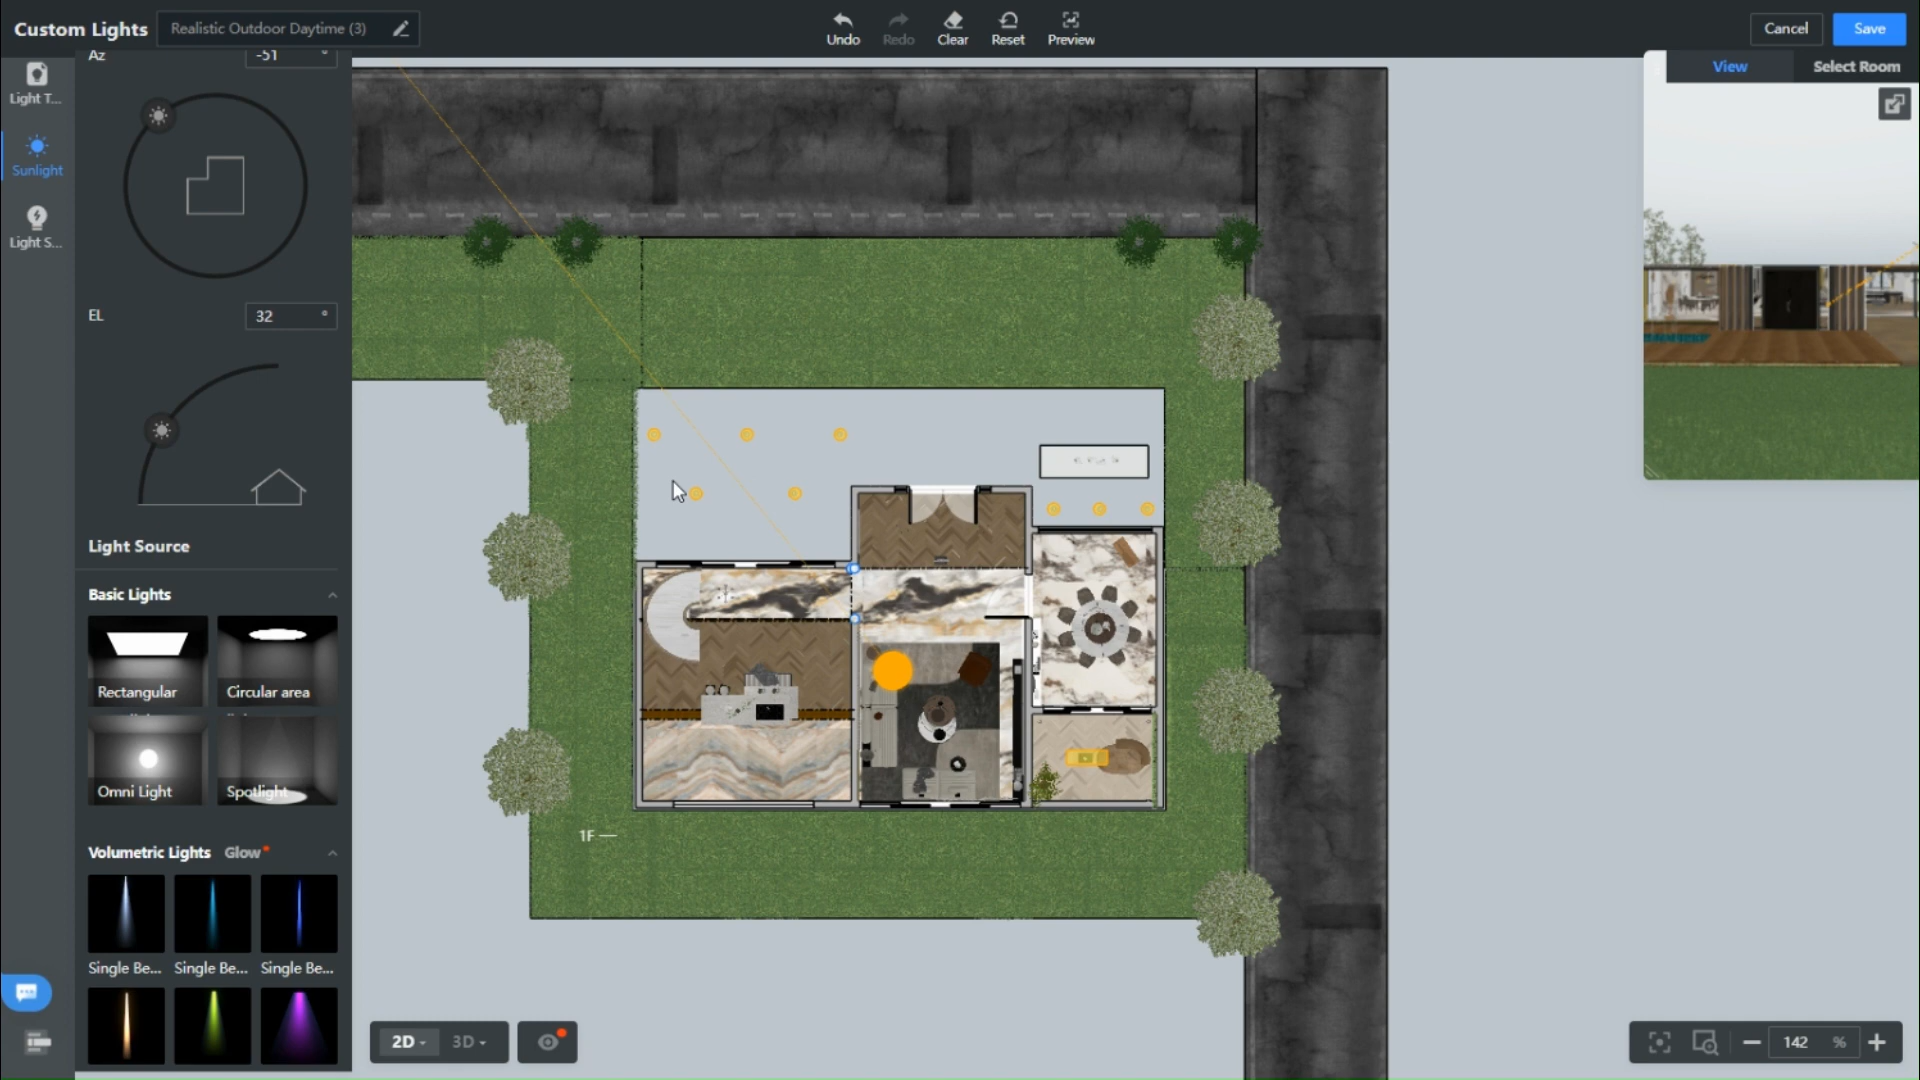 Custom Lights
Realistic Outdoor Daytime (3)
Undo
Redo
Clear
Reset
Preview
Cancel
Save
Az
-51 °
View
Select Room
Light T...
Sunlight
Light S...
EL
32 °
Light Source
Basic Lights
Rectangular
Circular area
Omni Light
Spotlight
Volumetric Lights Glow
1F
Single Be...
Single Be...
Single Be...
2D
3D
142 %